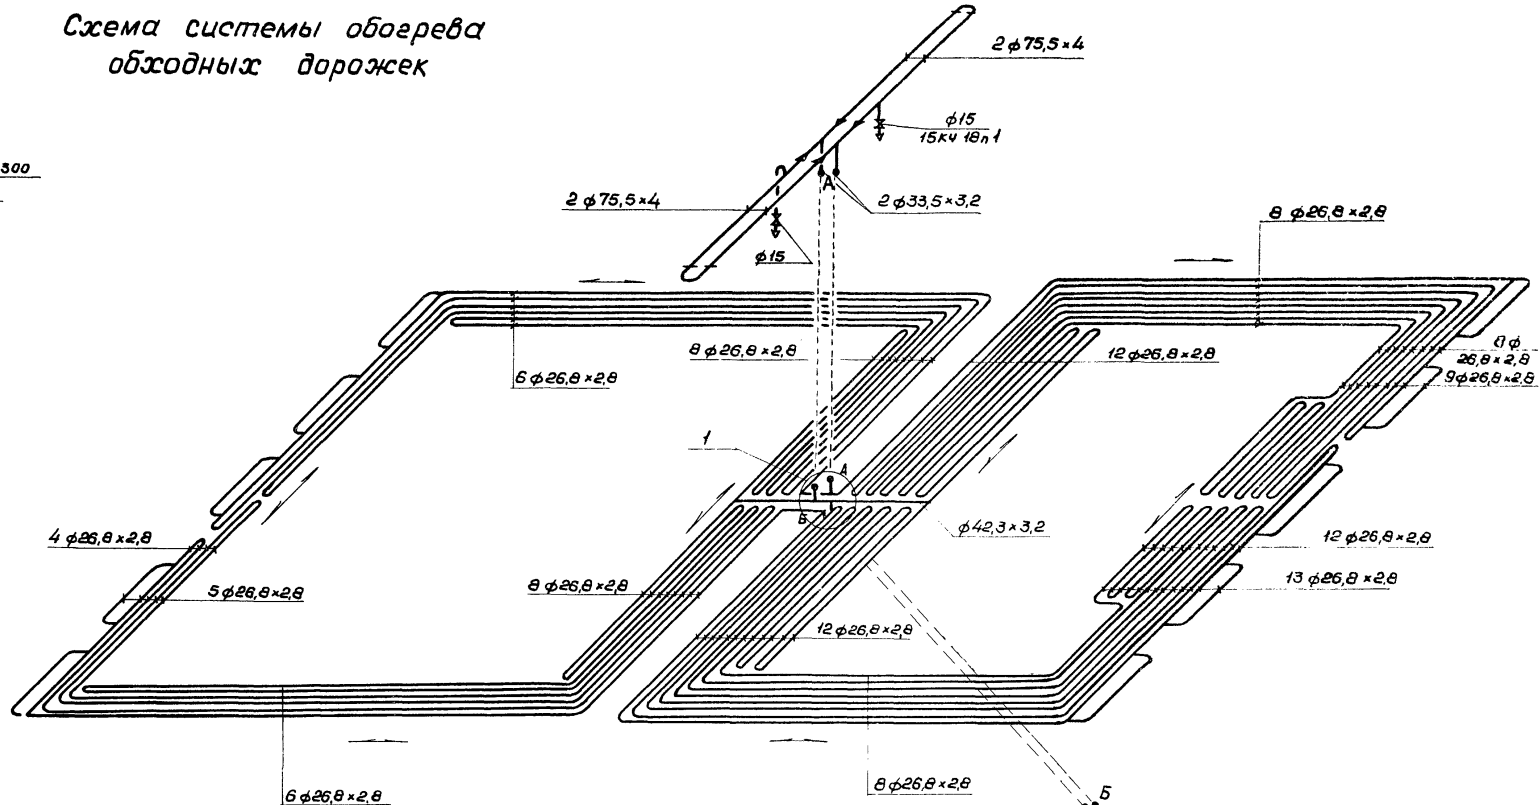 Схема системы обогрева
обходных дорожек
2 ф75,5×4
ф15
15кч 18п1
300
А
2 ф75,5×4
2 ф33,5×3,2
8 ф26,8×2,8
ф15
8 ф26,8×2,8
12 ф26,8×2,8
8 ф
26,8×2,8
9 ф26,8×2,8
6 ф26,8×2,8
1
А
Б
ф42,3×3,2
4 ф26,8×2,8
12 ф26,8×2,8
5 ф26,8×2,8
8 ф26,8×2,8
13 ф26,8×2,8
12 ф26,8×2,8
6 ф26,8×2,8
8 ф26,8×2,8
Б